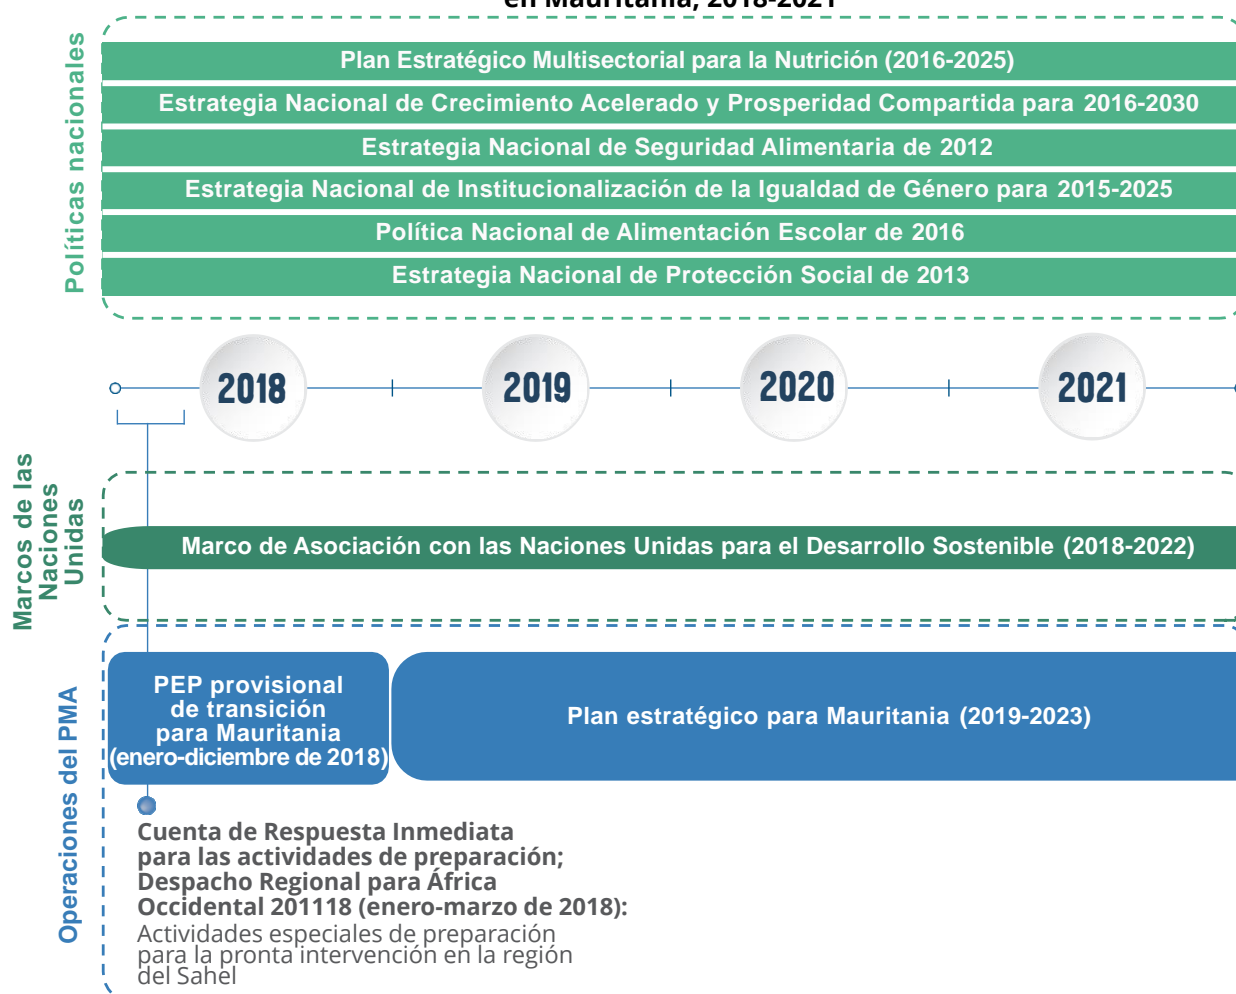 en Mauritania, 2018-2021
Políticas nacionales
Plan Estratégico Multisectorial para la Nutrición (2016-2025)
Estrategia Nacional de Crecimiento Acelerado y Prosperidad Compartida para 2016-2030
Estrategia Nacional de Seguridad Alimentaria de 2012
Estrategia Nacional de Institucionalización de la Igualdad de Género para 2015-2025
Política Nacional de Alimentación Escolar de 2016
Estrategia Nacional de Protección Social de 2013
2018
2019
2020
2021
Marcos de las
Naciones
Unidas
Marco de Asociación con las Naciones Unidas para el Desarrollo Sostenible (2018-2022)
Operaciones del PMA
PEP provisional
de transición
para Mauritania
(enero-diciembre de 2018)
Plan estratégico para Mauritania (2019-2023)
Cuenta de Respuesta Inmediata
para las actividades de preparación;
Despacho Regional para África
Occidental 201118 (enero-marzo de 2018):
Actividades especiales de preparación
para la pronta intervención en la región
del Sahel